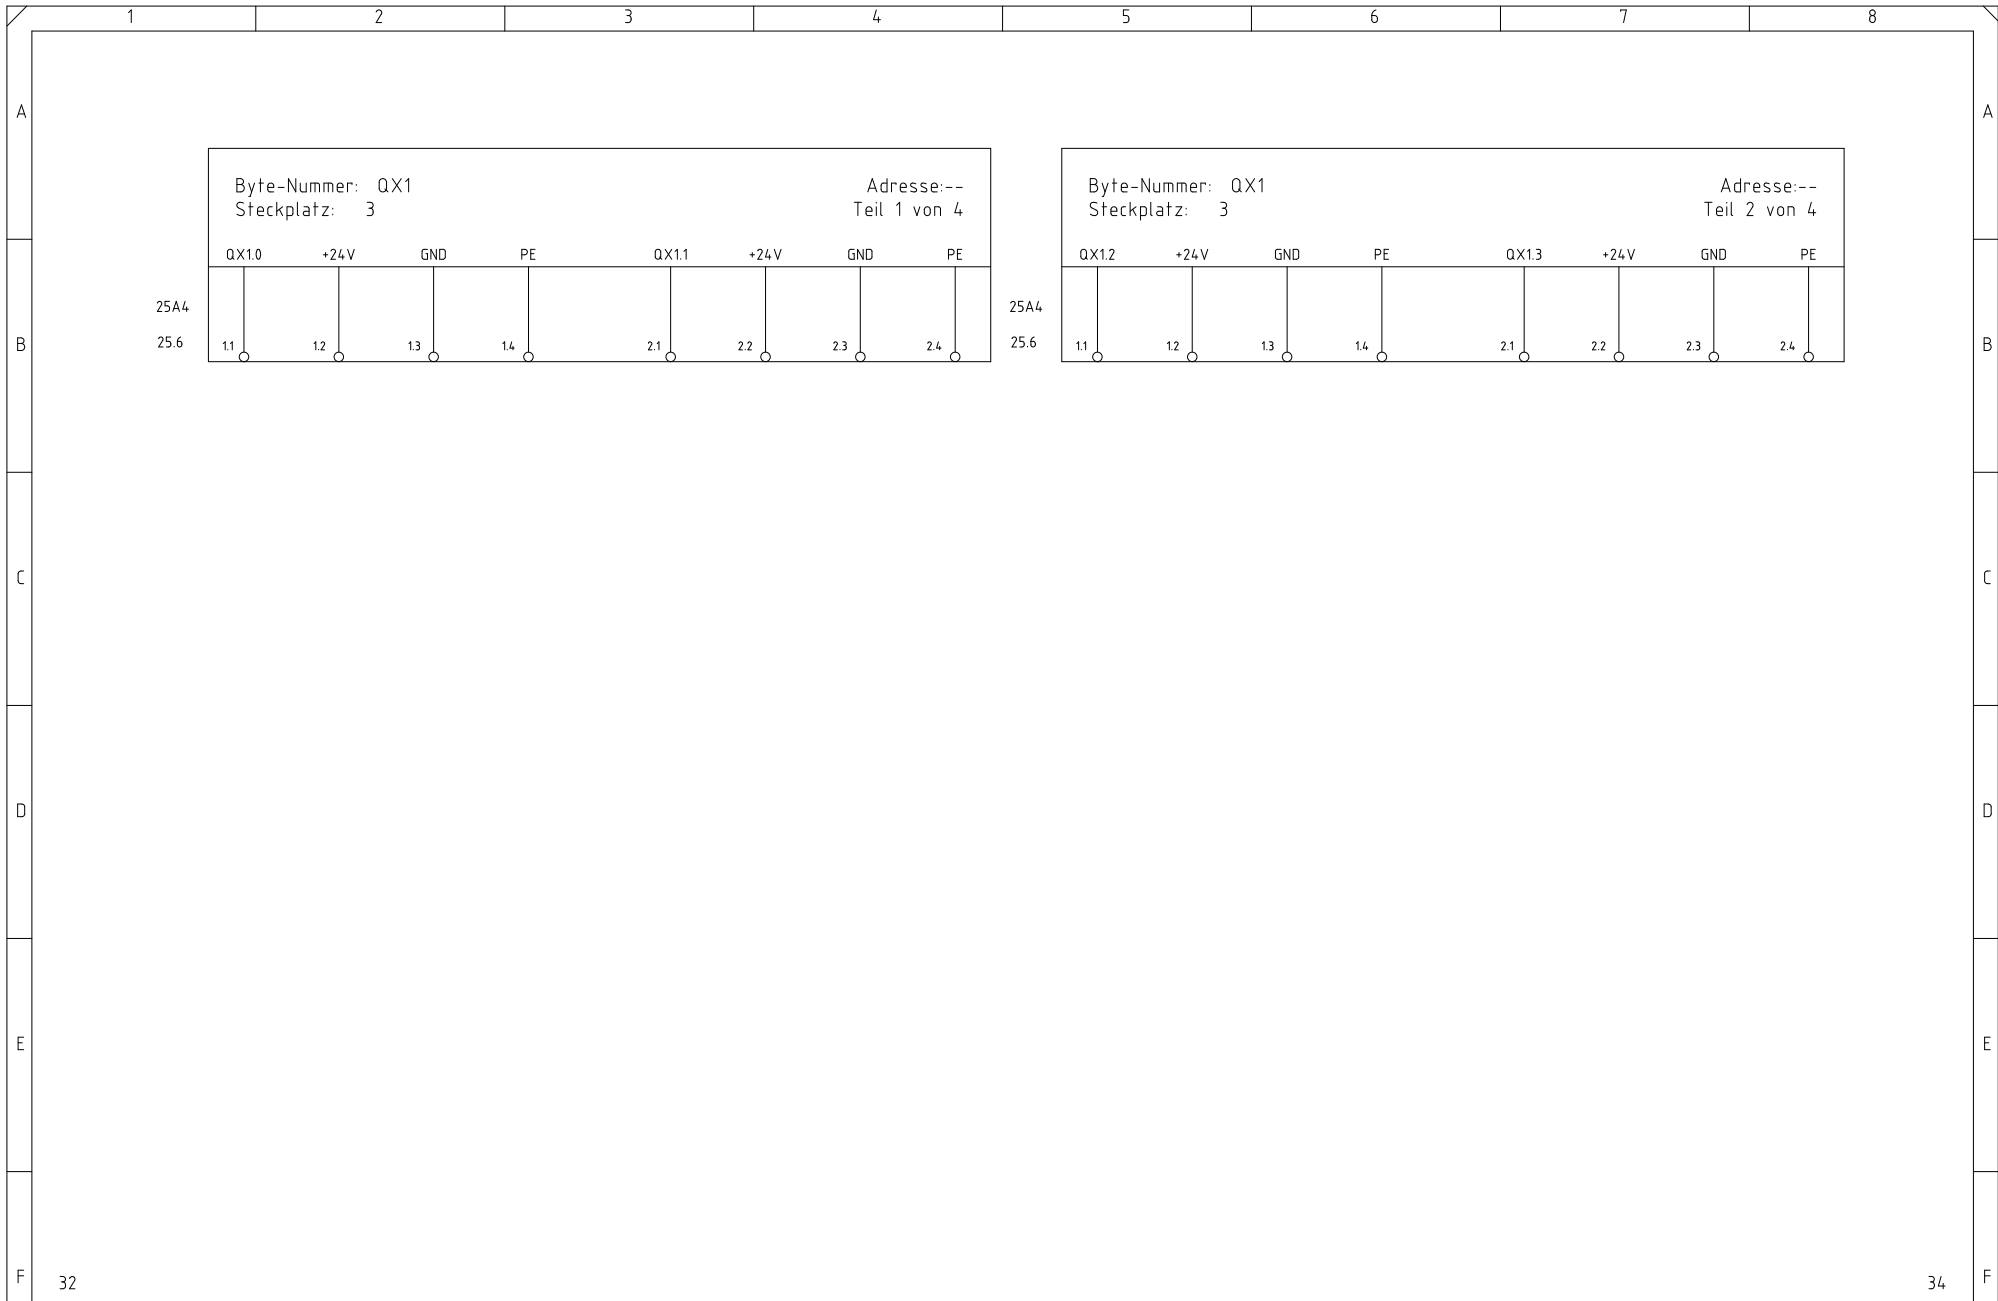 1 2 3 4 5 6 7 8
A A
Byte-Nummer: QX1 Adresse:--
Steckplatz: 3 Teil 1 von 4
QX1.0 +24V GND PE QX1.1 +24V GND PE
25A4
25.6 1.1 1.2 1.3 1.4 2.1 2.2 2.3 2.4
Byte-Nummer: QX1 Adresse:--
Steckplatz: 3 Teil 2 von 4
QX1.2 +24V GND PE QX1.3 +24V GND PE
25A4
25.6 1.1 1.2 1.3 1.4 2.1 2.2 2.3 2.4
B B
C C
D D
E E
F 32 34 F